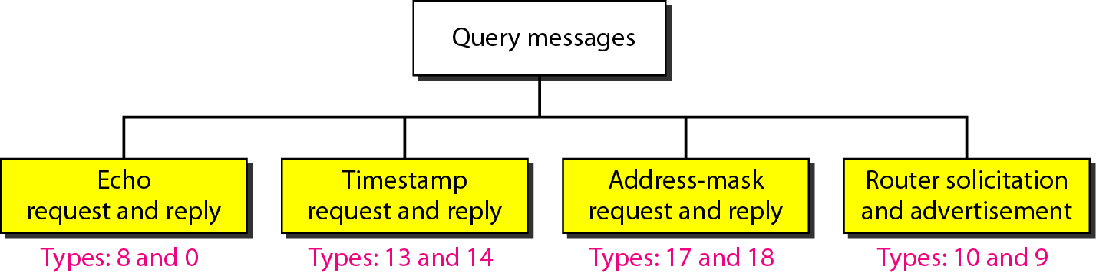 Query messages
Echo
request and reply
Types: 8 and 0
Timestamp
request and reply
Types: 13 and 14
Address-mask
request and reply
Types: 17 and 18
Router solicitation
and advertisement
Types: 10 and 9